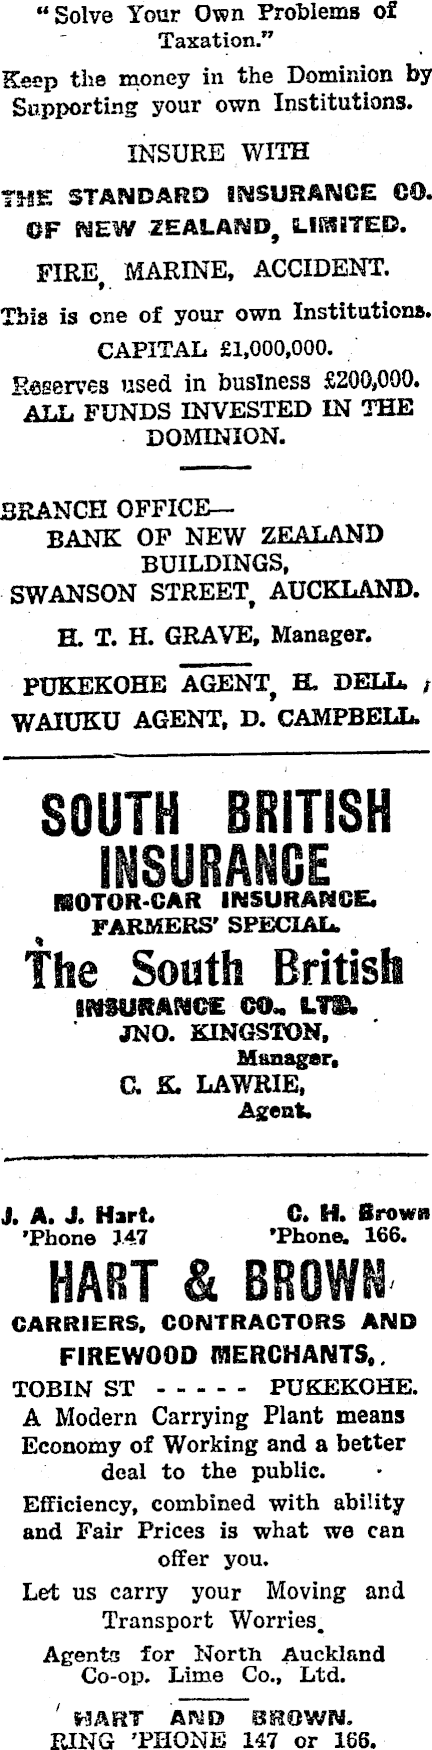 "Solve Your Own Problems of
Taxation."
Keep the money in the Dominion by
Supporting your own Institutions.
INSURE WITH
THE STANDARD INSURANCE CO.
OF NEW ZEALAND, LIMITED.
FIRE, MARINE, ACCIDENT.
This is one of your own Institutions.
CAPITAL £1,000,000.
Reserves used in business £200,000.
ALL FUNDS INVESTED IN THE
DOMINION.
BRANCH OFFICE—
BANK OF NEW ZEALAND
BUILDINGS,
SWANSON STREET, AUCKLAND.
H. T. H. GRAVE, Manager.
PUKEKOHE AGENT, H. DELL,
WAIUKU AGENT, D. CAMPBELL.
SOUTH BRITISH
INSURANCE
MOTOR-CAR INSURANCE.
FARMERS' SPECIAL.
The South British
INSURANCE CO., LTD.
JNO. KINGSTON,
Manager,
C. K. LAWRIE,
Agent.
J. A. J. Hart. C. H. Brown
'Phone 147 'Phone. 166.
HART & BROWN
CARRIERS, CONTRACTORS AND
FIREWOOD MERCHANTS,.
TOBIN ST - - - - - PUKEKOHE.
A Modern Carrying Plant means
Economy of Working and a better
deal to the public.
Efficiency, combined with ability
and Fair Prices is what we can
offer you.
Let us carry your Moving and
Transport Worries.
Agents for North Auckland
Co-op. Lime Co., Ltd.
HART AND BROWN.
RING 'PHONE 147 or 166.